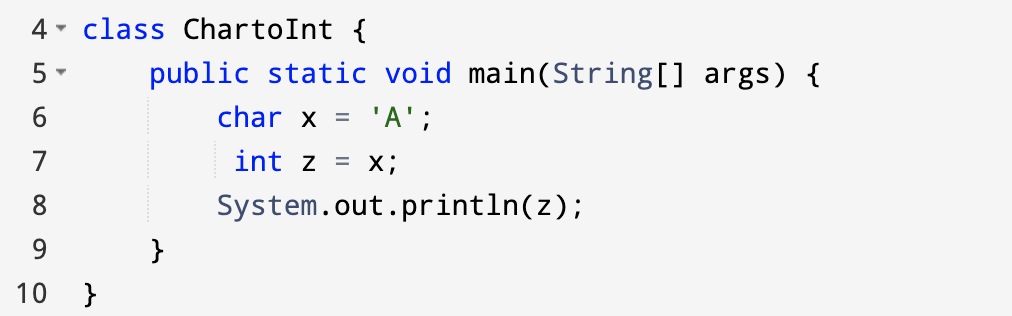 4 class ChartoInt {
5 public static void main(String[] args) {
6 char x = 'A';
7 int z = x;
8 System.out.println(z);
9 }
10 }